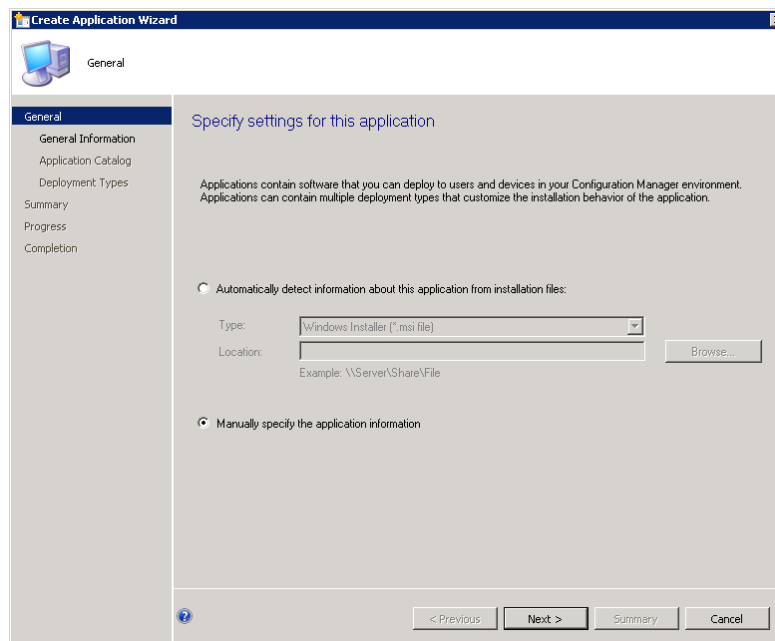 Create Application Wizard
General
General
General Information
Application Catalog
Deployment Types
Summary
Progress
Completion
Specify settings for this application
Applications contain software that you can deploy to users and devices in your Configuration Manager environment.
Applications can contain multiple deployment types that customize the installation behavior of the application.
Automatically detect information about this application from installation files:
Type:
Windows Installer (*.msi file)
Location:
Browse...
Example: \\Server\Share\File
Manually specify the application information
< Previous
Next >
Summary
Cancel